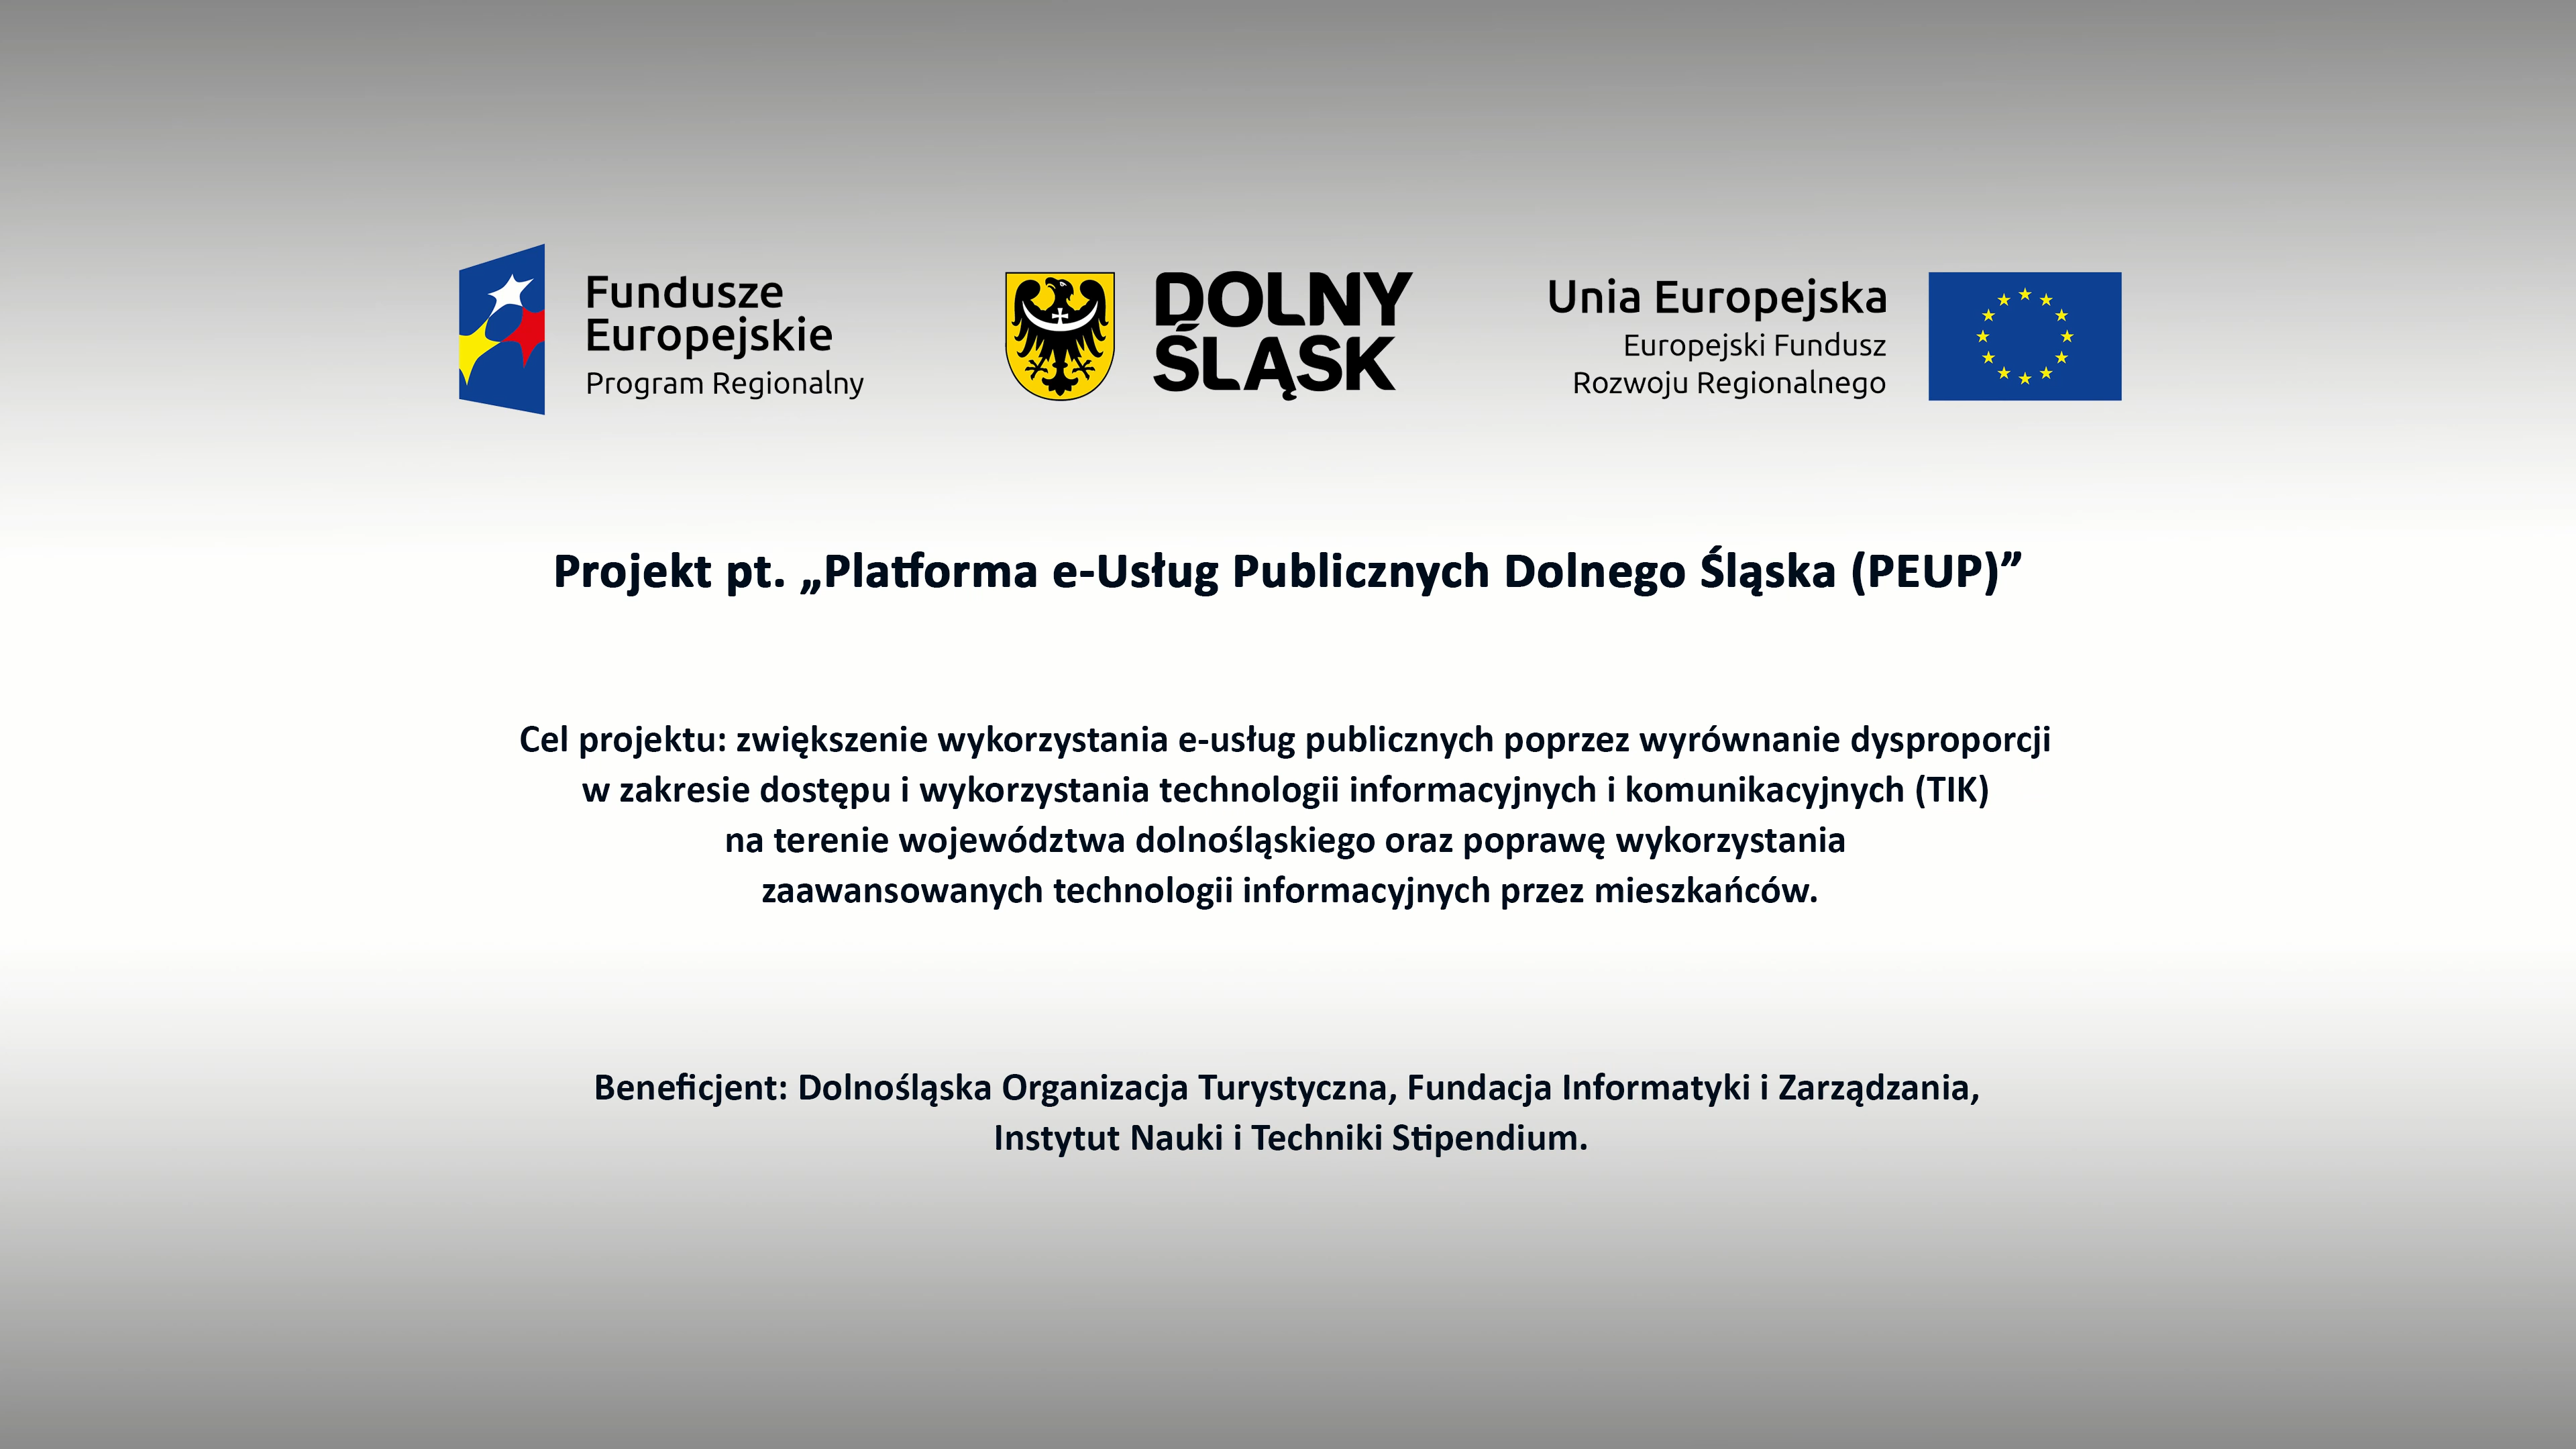 Fundusze
Europejskie
Program Regionalny
DOLNY
ŚLĄSK
Unia Europejska
Europejski Fundusz
Rozwoju Regionalnego
Projekt pt. „Platforma e-Usług Publicznych Dolnego Śląska (PEUP)”
Cel projektu: zwiększenie wykorzystania e-usług publicznych poprzez wyrównanie dysproporcji
w zakresie dostępu i wykorzystania technologii informacyjnych i komunikacyjnych (TIK)
na terenie województwa dolnośląskiego oraz poprawę wykorzystania
zaawansowanych technologii informacyjnych przez mieszkańców.
Beneficjent: Dolnośląska Organizacja Turystyczna, Fundacja Informatyki i Zarządzania,
Instytut Nauki i Techniki Stipendium.